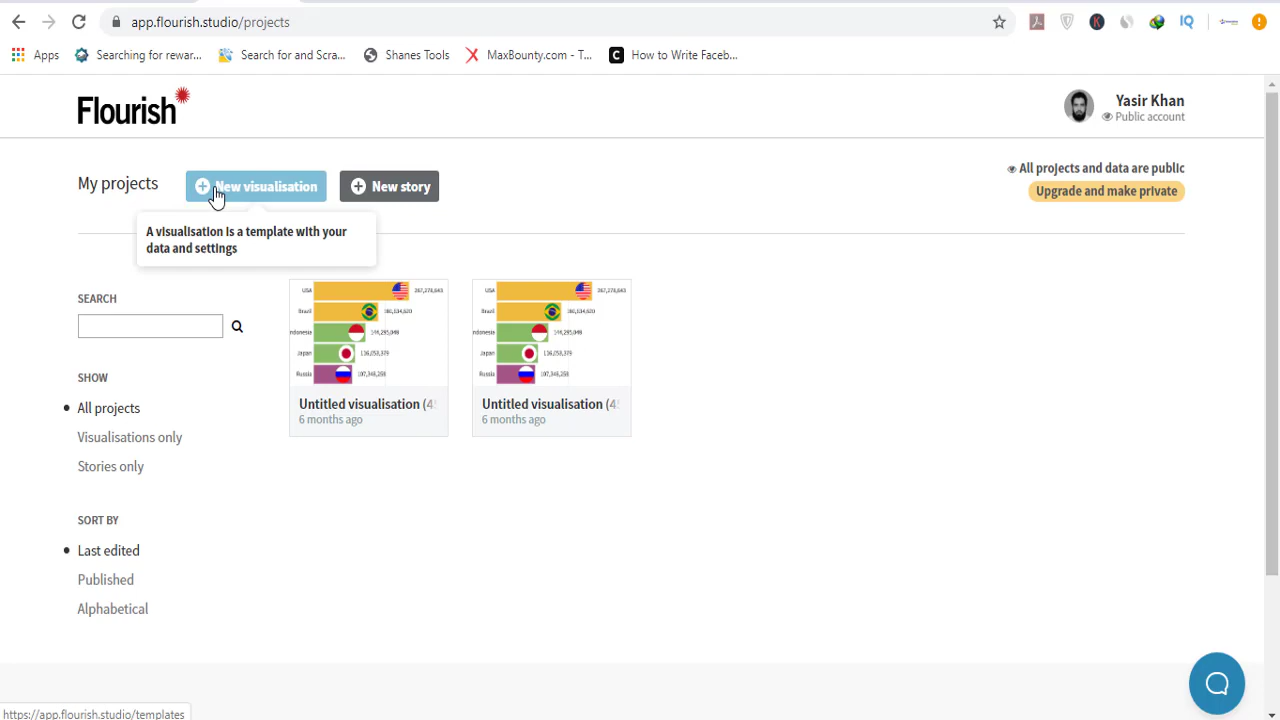 app.flourish.studio/projects
Apps
Searching for rewar...
Search for and Scra...
Shanes Tools
MaxBounty.com - T...
How to Write Faceb...
Flourish
Yasir Khan
Public account
My projects
New visualisation
New story
All projects and data are public
Upgrade and make private
A visualisation is a template with your
data and settings
SEARCH
SHOW
All projects
Visualisations only
Stories only
SORT BY
Last edited
Published
Alphabetical
USA
Brazil
ndonesia
Japan
Russia
Untitled visualisation (4
6 months ago
USA
Brazil
ndonesia
Japan
Russia
Untitled visualisation (4
6 months ago
https://app.flourish.studio/templates